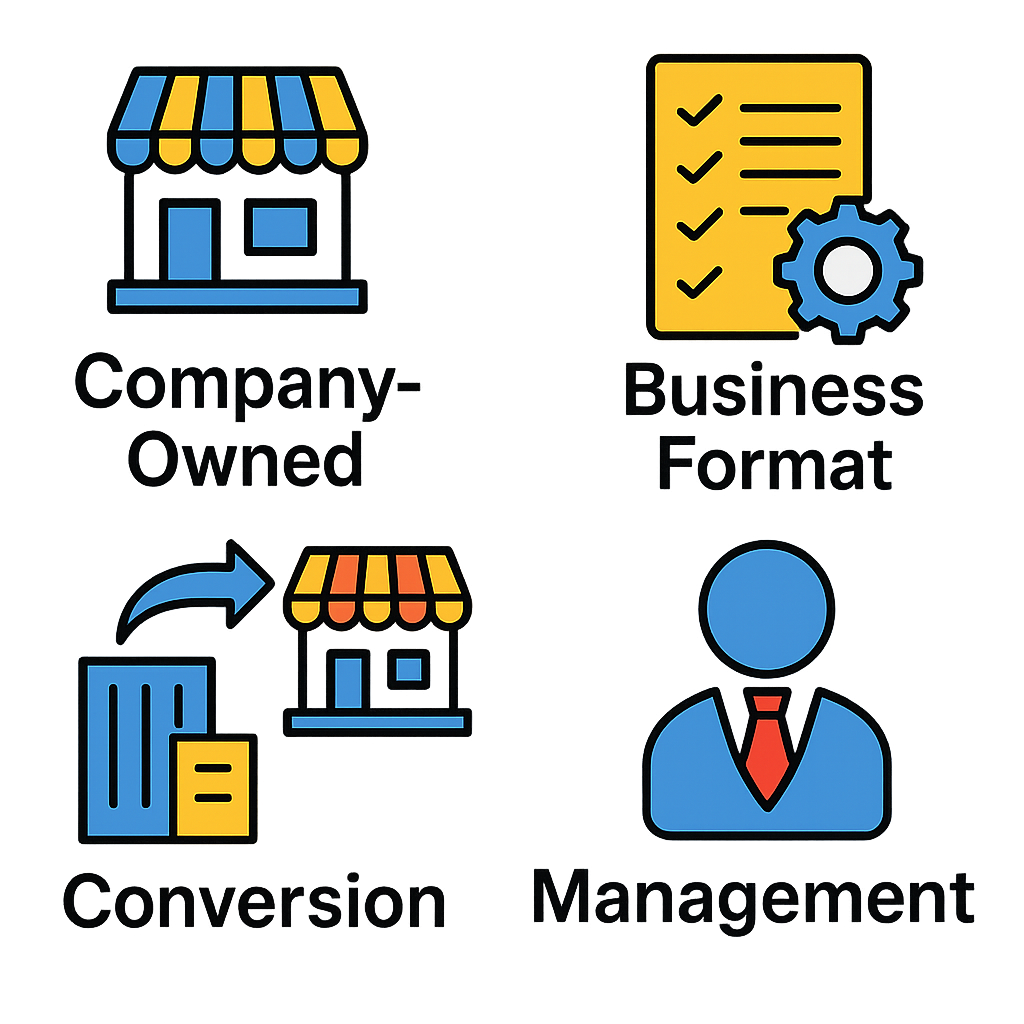 Company-
Owned
Business
Format
Conversion
Management